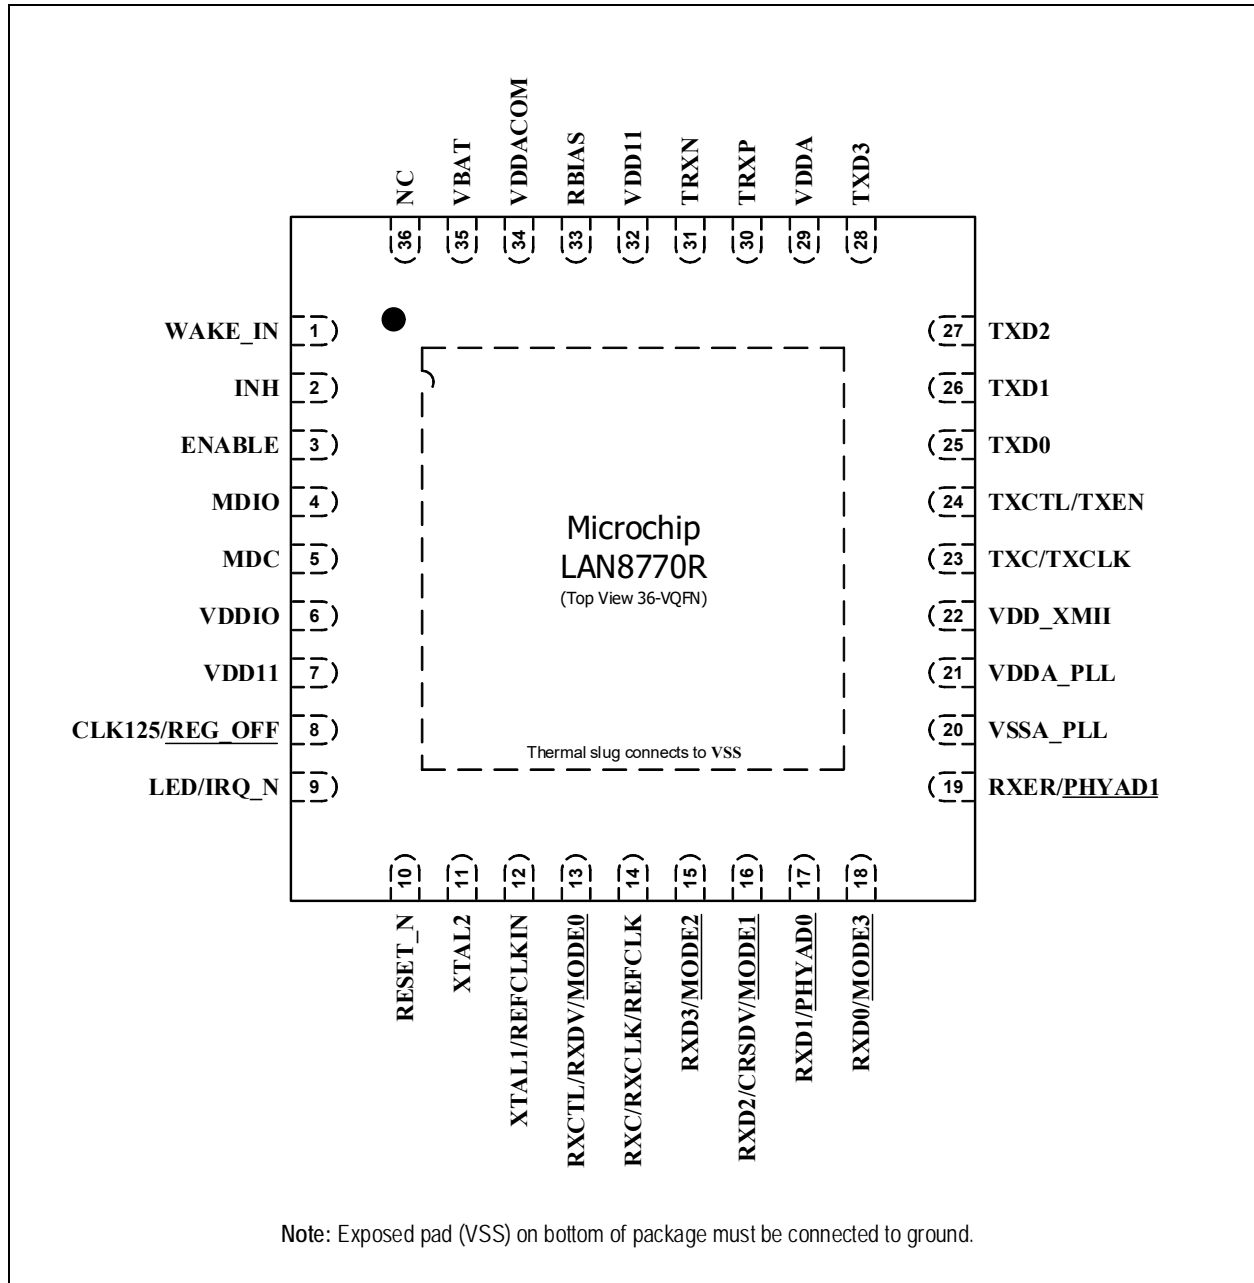 NC
VBAT
VDDACOM
RBIAS
VDD11
TRXN
TRXP
VDDA
TXD3
36
35
34
33
32
31
30
29
28
WAKE_IN 1
INH 2
ENABLE 3
MDIO 4
MDC 5
VDDIO 6
VDD11 7
CLK125/REG_OFF 8
LED/IRQ_N 9
Microchip
LAN8770R
(Top View 36-VQFN)
Thermal slug connects to VSS
27 TXD2
26 TXD1
25 TXD0
24 TXCTL/TXEN
23 TXC/TXCLK
22 VDD_XMII
21 VDDA_PLL
20 VSSA_PLL
19 RXER/PHYAD1
10
11
12
13
14
15
16
17
18
RESET_N
XTAL2
XTAL1/REFCLKIN
RXCTL/RXDV/MODE0
RXC/RXCLK/REFCLK
RXD3/MODE2
RXD2/CRSDV/MODE1
RXD1/PHYAD0
RXD0/MODE3
Note: Exposed pad (VSS) on bottom of package must be connected to ground.